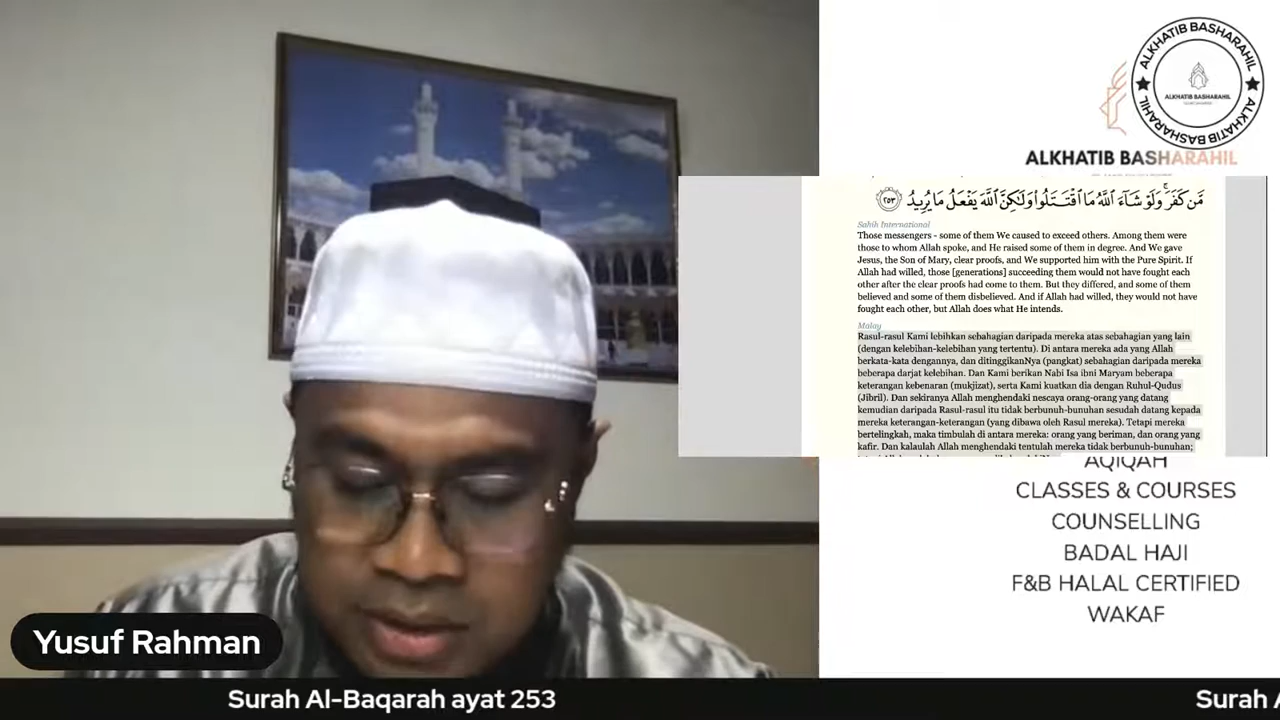 ALKHATIB BASHARAHIL
ALKHATIB BASHARAHIL
ALKHATIB BASHARAHIL
ALKHATIB BASHARAHIL
مَّن كَفَرَ ۚ وَلَوْ شَآءَ ٱللَّهُ مَا ٱقْتَتَلُوا۟ وَلَـٰكِنَّ ٱللَّهَ يَفْعَلُ مَا يُرِيدُ ٢٥٣
Sahih International
Those messengers - some of them We caused to exceed others. Among them were
those to whom Allah spoke, and He raised some of them in degree. And We gave
Jesus, the Son of Mary, clear proofs, and We supported him with the Pure Spirit. If
Allah had willed, those [generations] succeeding them would not have fought each
other after the clear proofs had come to them. But they differed, and some of them
believed and some of them disbelieved. And if Allah had willed, they would not have
fought each other, but Allah does what He intends.
Malay
Rasul-rasul Kami lebihkan sebahagian daripada mereka atas sebahagian yang lain
(dengan kelebihan-kelebihan yang tertentu). Di antara mereka ada yang Allah
berkata-kata dengannya, dan ditinggikanNya (pangkat) sebahagian daripada mereka
beberapa darjat kelebihan. Dan Kami berikan Nabi Isa ibni Maryam beberapa
keterangan kebenaran (mukjizat), serta Kami kuatkan dia dengan Ruhul-Qudus
(Jibril). Dan sekiranya Allah menghendaki nescaya orang-orang yang datang
kemudian daripada Rasul-rasul itu tidak berbunuh-bunuhan sesudah datang kepada
mereka keterangan-keterangan (yang dibawa oleh Rasul mereka). Tetapi mereka
bertelingkah, maka timbulah di antara mereka: orang yang beriman, dan orang yang
kafir. Dan kalaulah Allah menghendaki tentulah mereka tidak berbunuh-bunuhan;
AQIQAH
CLASSES & COURSES
COUNSELLING
BADAL HAJI
F&B HALAL CERTIFIED
WAKAF
Yusuf Rahman
Surah Al-Baqarah ayat 253
Surah A